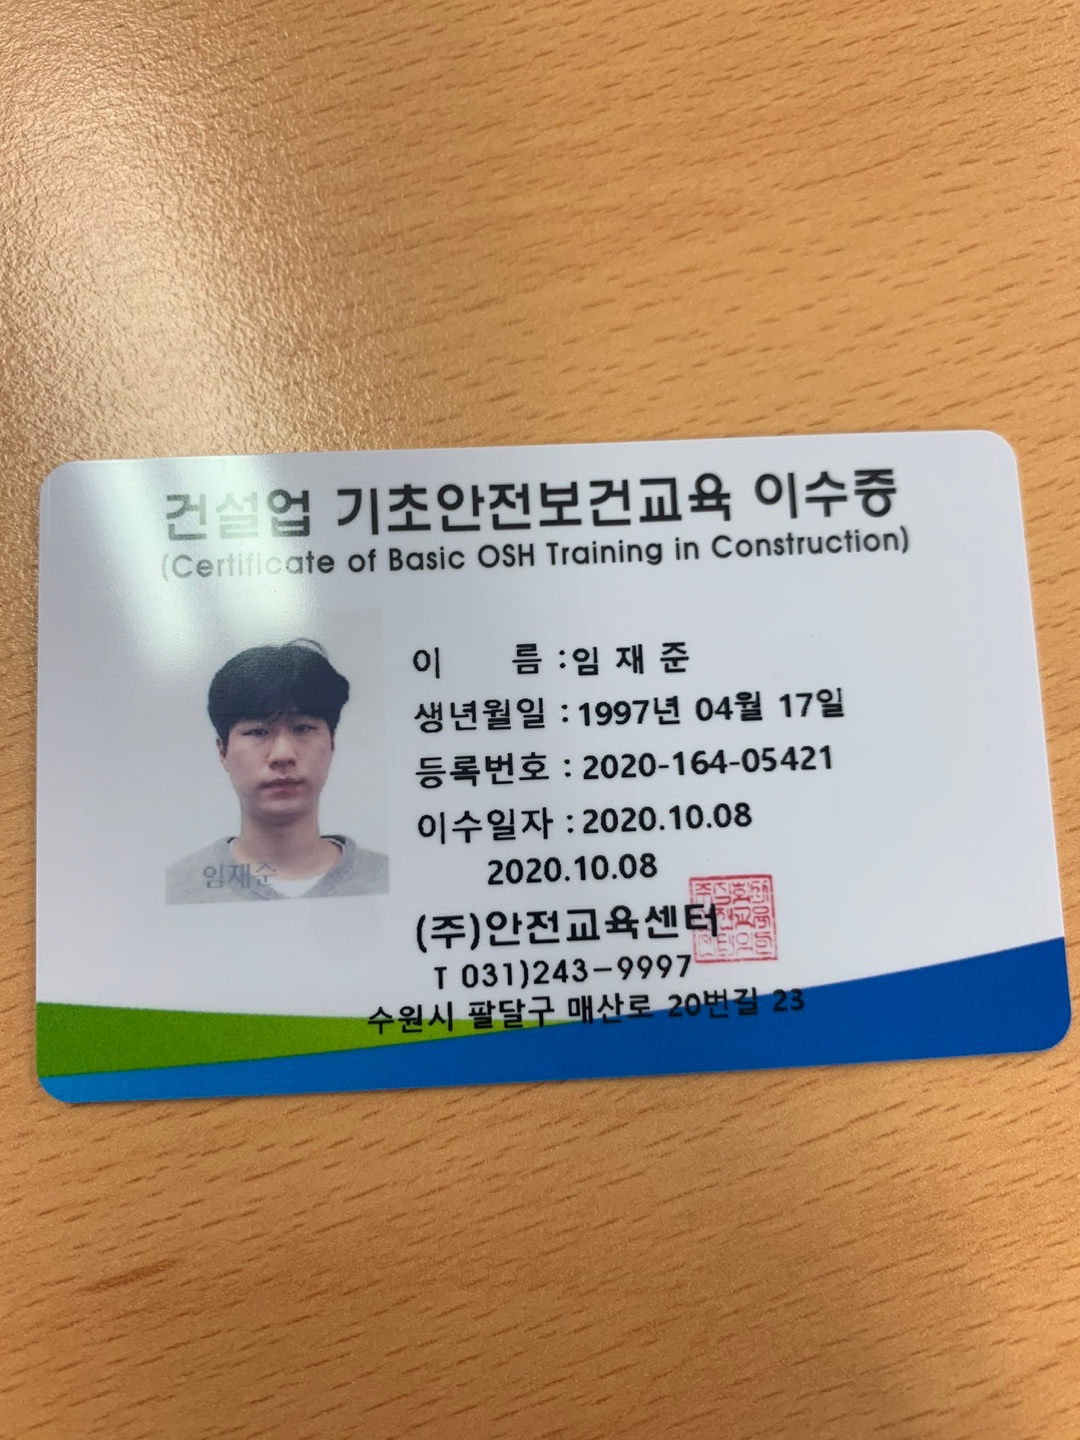 건설업 기초안전보건교육 이수증
(Certificate of Basic OSH Training in Construction)
이 름 : 임 재 준
생년월일 : 1997년 04월 17일
등록번호 : 2020-164-05421
이수일자 : 2020.10.08
2020.10.08
임재준
(주)안전교육센터
T 031)243-9997
수원시 팔달구 매산로 20번길 23